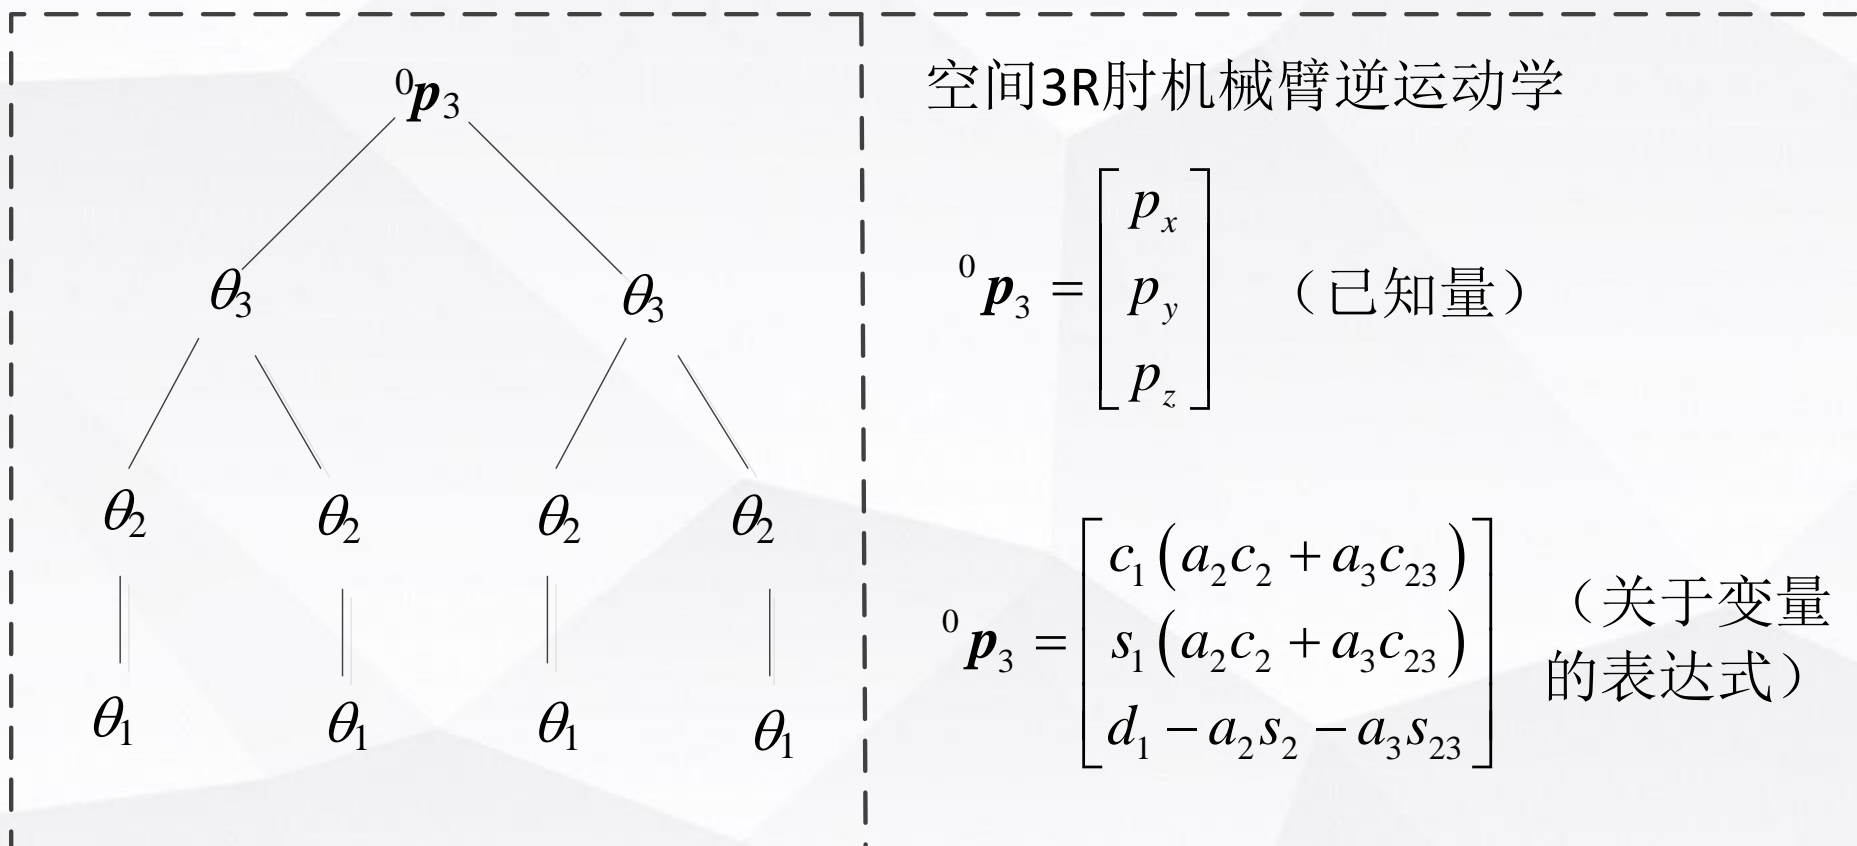 ⁰p₃
θ₃ θ₃
θ₂ θ₂ θ₂ θ₂
θ₁ θ₁ θ₁ θ₁
空间3R肘机械臂逆运动学
⁰p₃ = [ pₓ
p_y
p_z ] （已知量）
⁰p₃ = [ c₁(a₂c₂ + a₃c₂₃)
s₁(a₂c₂ + a₃c₂₃)
d₁ − a₂s₂ − a₃s₂₃ ]
（关于变量
的表达式）